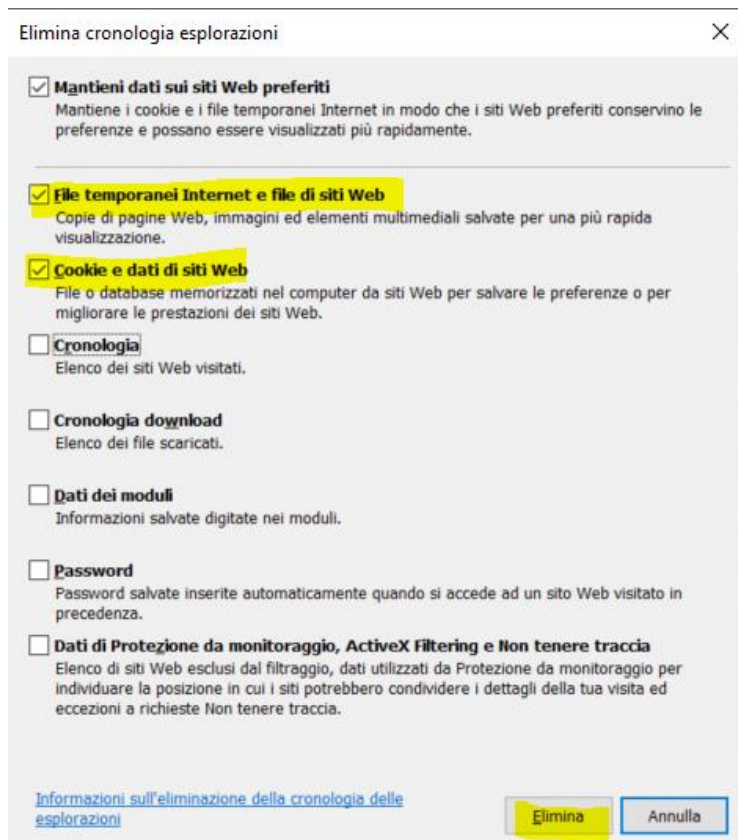 Elimina cronologia esplorazioni
Mantieni dati sui siti Web preferiti
Mantiene i cookie e i file temporanei Internet in modo che i siti Web preferiti conservino le
preferenze e possano essere visualizzati più rapidamente.
File temporanei Internet e file di siti Web
Copie di pagine Web, immagini ed elementi multimediali salvate per una più rapida
visualizzazione.
Cookie e dati di siti Web
File o database memorizzati nel computer da siti Web per salvare le preferenze o per
migliorare le prestazioni dei siti Web.
Cronologia
Elenco dei siti Web visitati.
Cronologia download
Elenco dei file scaricati.
Dati dei moduli
Informazioni salvate digitate nei moduli.
Password
Password salvate inserite automaticamente quando si accede ad un sito Web visitato in
precedenza.
Dati di Protezione da monitoraggio, ActiveX Filtering e Non tenere traccia
Elenco di siti Web esclusi dal filtraggio, dati utilizzati da Protezione da monitoraggio per
individuare la posizione in cui i siti potrebbero condividere i dettagli della tua visita ed
eccezioni a richieste Non tenere traccia.
Informazioni sull'eliminazione della cronologia delle
esplorazioni
Elimina
Annulla